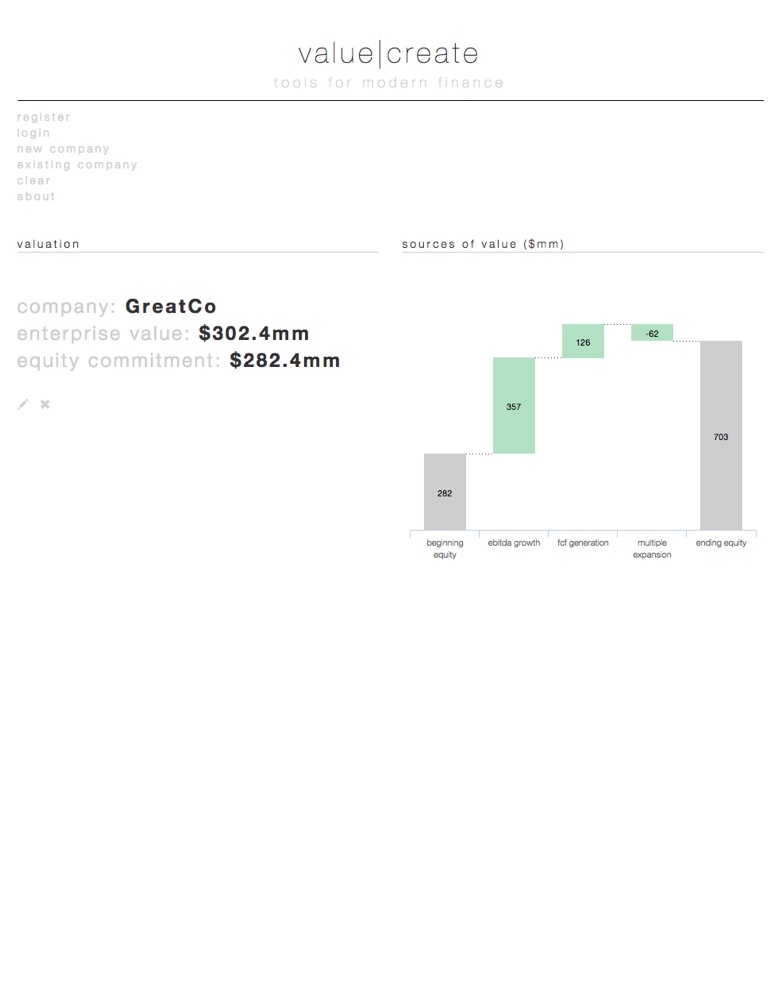 value|create
tools for modern finance
register
login
new company
existing company
clear
about
valuation
company: GreatCo
enterprise value: $302.4mm
equity commitment: $282.4mm
sources of value ($mm)
282
357
126
-62
703
beginning
equity
ebitda growth
fcf generation
multiple
expansion
ending equity